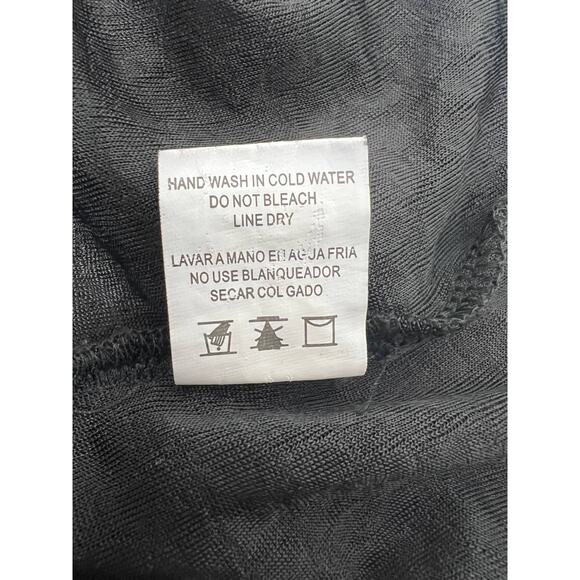 HAND WASH IN COLD WATER
DO NOT BLEACH
LINE DRY
LAVAR A MANO EN AGUA FRIA
NO USE BLANQUEADOR
SECAR COLGADO